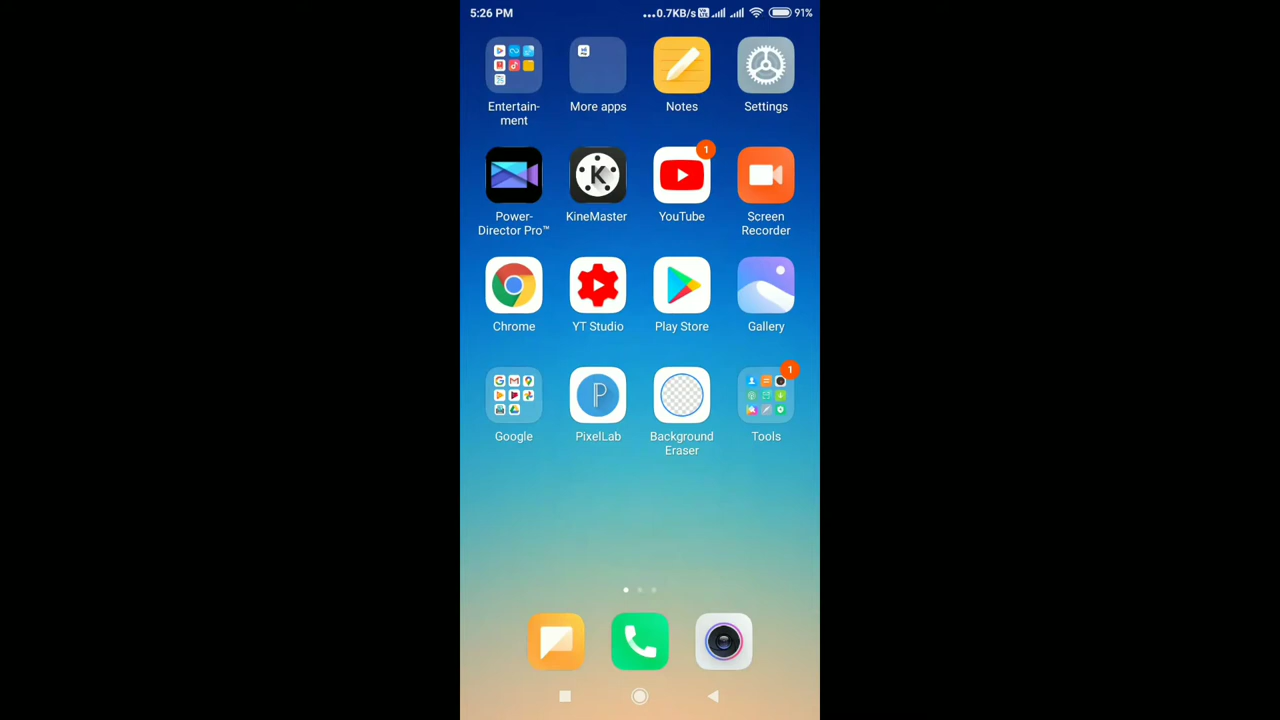 5:26 PM ...0.7KB/s 91%
Entertain-
ment
More apps
Notes
Settings
1
Power-
Director Pro™
KineMaster
YouTube
Screen
Recorder
Chrome
YT Studio
Play Store
Gallery
1
Google
PixelLab
Background
Eraser
Tools